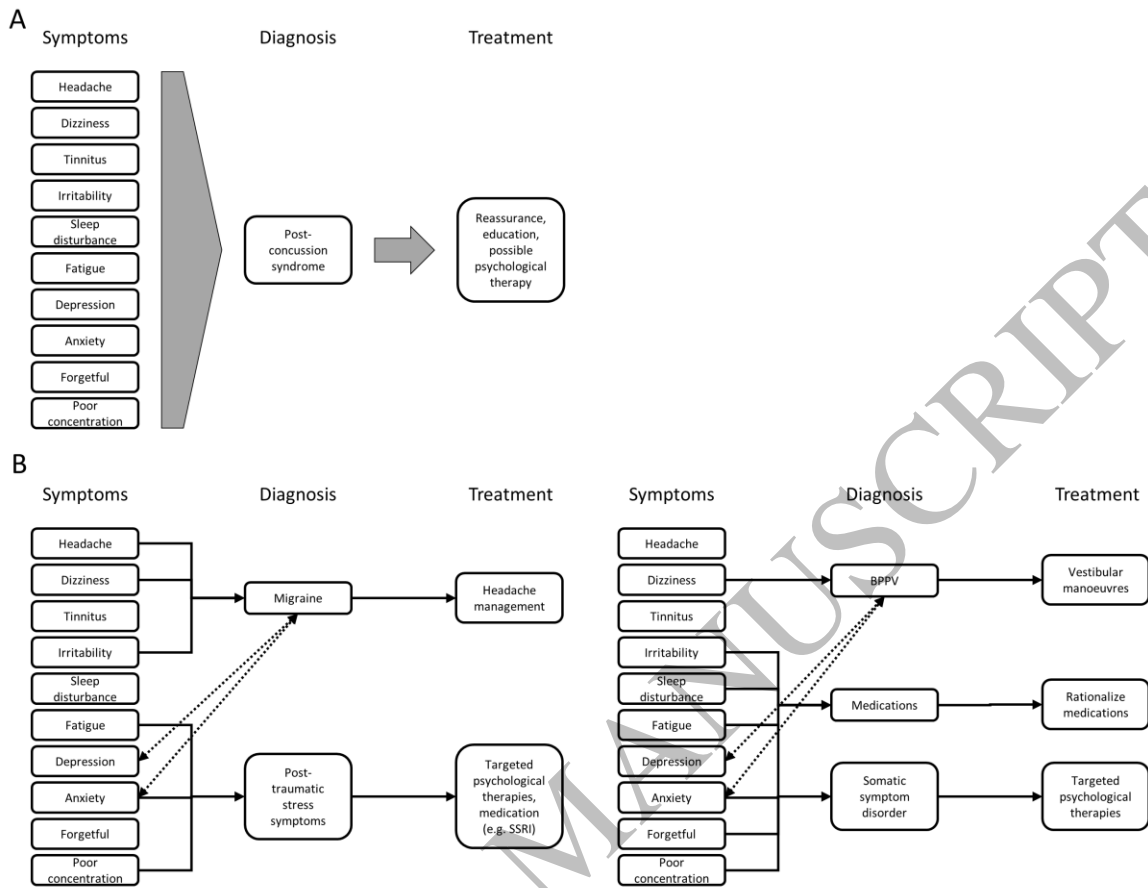 A
Symptoms Diagnosis Treatment
Headache
Dizziness
Tinnitus
Irritability
Sleep
disturbance
Fatigue
Depression
Anxiety
Forgetful
Poor
concentration
Post-
concussion
syndrome
Reassurance,
education,
possible
psychological
therapy
B
Symptoms Diagnosis Treatment
Headache
Dizziness
Tinnitus
Irritability
Sleep
disturbance
Fatigue
Depression
Anxiety
Forgetful
Poor
concentration
Migraine
Post-
traumatic
stress
symptoms
Headache
management
Targeted
psychological
therapies,
medication
(e.g. SSRI)
Symptoms Diagnosis Treatment
Headache
Dizziness
Tinnitus
Irritability
Sleep
disturbance
Fatigue
Depression
Anxiety
Forgetful
Poor
concentration
BPPV
Medications
Somatic
symptom
disorder
Vestibular
manoeuvres
Rationalize
medications
Targeted
psychological
therapies
MANUSCRIPT